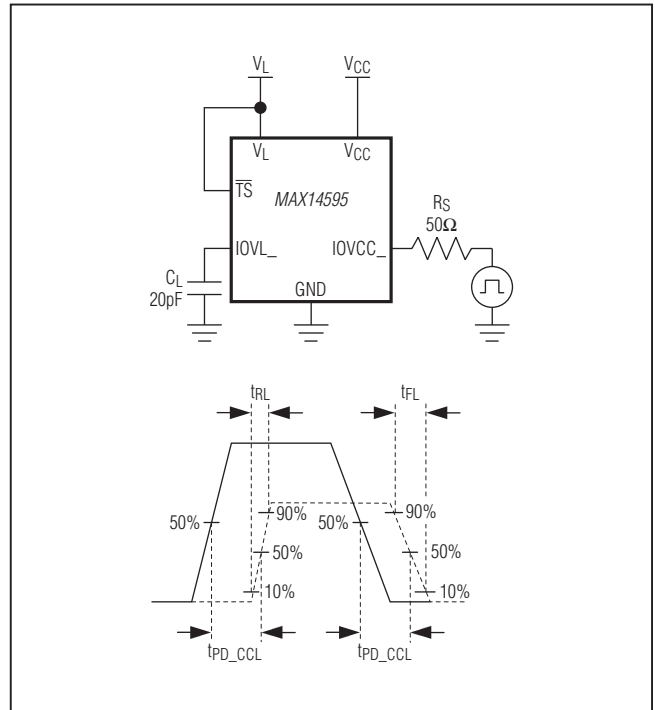 VL
VCC
VL
VCC
TS
MAX14595
RS
50Ω
IOVL_
IOVCC_
CL
20pF
GND
tRL
tFL
50%
90%
50%
90%
50%
50%
10%
10%
tPD_CCL
tPD_CCL